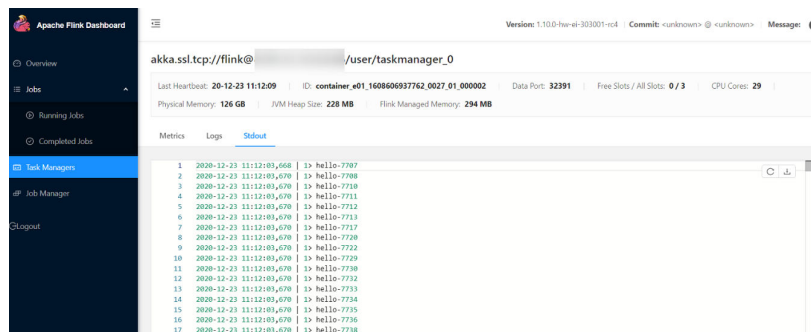 Apache Flink Dashboard
Version: 1.10.0-hw-ei-303001-rc4 Commit: <unknown> @ <unknown> Message:
Overview
Jobs
Running Jobs
Completed Jobs
Task Managers
Job Manager
Logout
akka.ssl.tcp://flink@ /user/taskmanager_0
Last Heartbeat: 20-12-23 11:12:09 ID: container_e01_1608606937762_0027_01_000002 Data Port: 32391 Free Slots / All Slots: 0 / 3 CPU Cores: 29
Physical Memory: 126 GB JVM Heap Size: 228 MB Flink Managed Memory: 294 MB
Metrics Logs Stdout
1 2020-12-23 11:12:03,668 | 1> hello-7707
2 2020-12-23 11:12:03,670 | 1> hello-7708
3 2020-12-23 11:12:03,670 | 1> hello-7710
4 2020-12-23 11:12:03,670 | 1> hello-7711
5 2020-12-23 11:12:03,670 | 1> hello-7712
6 2020-12-23 11:12:03,670 | 1> hello-7713
7 2020-12-23 11:12:03,670 | 1> hello-7717
8 2020-12-23 11:12:03,670 | 1> hello-7720
9 2020-12-23 11:12:03,670 | 1> hello-7722
10 2020-12-23 11:12:03,670 | 1> hello-7729
11 2020-12-23 11:12:03,670 | 1> hello-7730
12 2020-12-23 11:12:03,670 | 1> hello-7732
13 2020-12-23 11:12:03,670 | 1> hello-7733
14 2020-12-23 11:12:03,670 | 1> hello-7734
15 2020-12-23 11:12:03,670 | 1> hello-7735
16 2020-12-23 11:12:03,670 | 1> hello-7736
17 2020-12-23 11:12:03,670 | 1> hello-7738